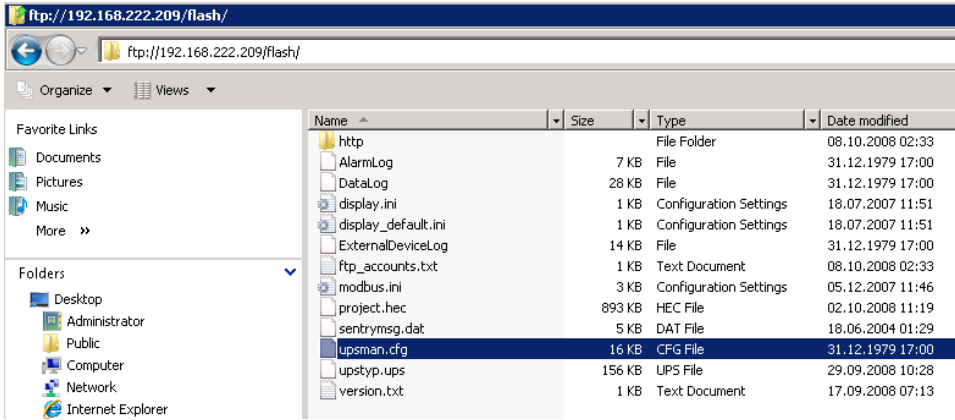 ftp://192.168.222.209/flash/
ftp://192.168.222.209/flash/
Organize Views
Favorite Links
Documents
Pictures
Music
More »
Folders
Desktop
Administrator
Public
Computer
Network
Internet Explorer
Name Size Type Date modified
http File Folder 08.10.2008 02:33
AlarmLog 7 KB File 31.12.1979 17:00
DataLog 28 KB File 31.12.1979 17:00
display.ini 1 KB Configuration Settings 18.07.2007 11:51
display_default.ini 1 KB Configuration Settings 18.07.2007 11:51
ExternalDeviceLog 14 KB File 31.12.1979 17:00
ftp_accounts.txt 1 KB Text Document 08.10.2008 02:33
modbus.ini 3 KB Configuration Settings 05.12.2007 11:46
project.hec 893 KB HEC File 02.10.2008 11:19
sentrymsg.dat 5 KB DAT File 18.06.2004 01:29
upsman.cfg 16 KB CFG File 31.12.1979 17:00
upstyp.ups 156 KB UPS File 29.09.2008 10:28
version.txt 1 KB Text Document 17.09.2008 07:13